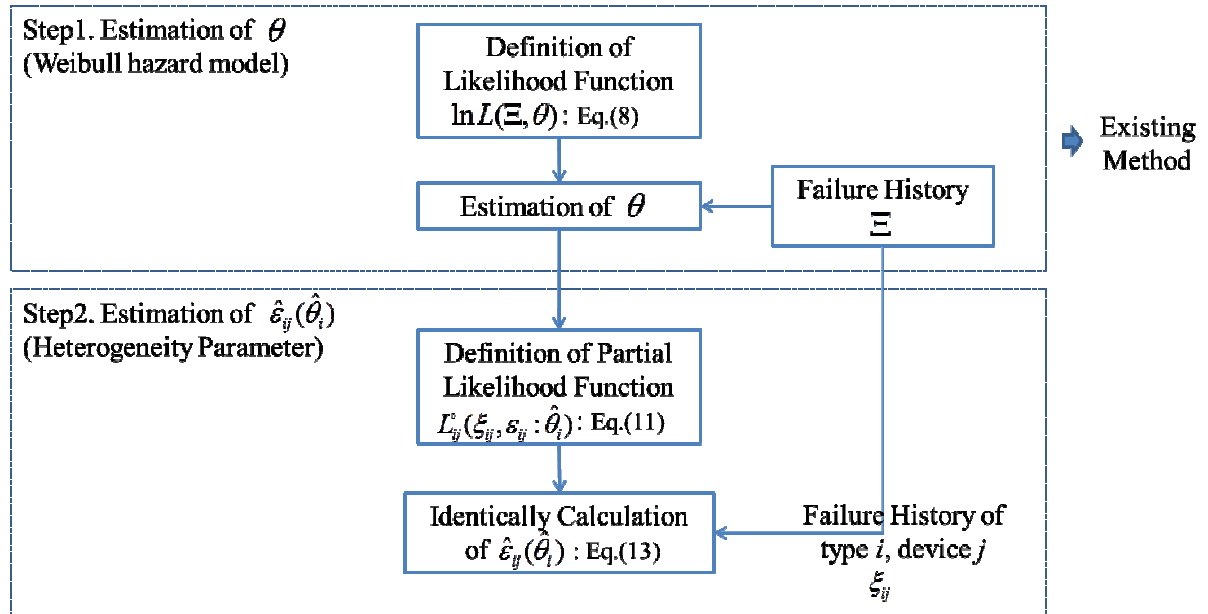 Step1. Estimation of θ
(Weibull hazard model)
Definition of
Likelihood Function
ln L(Ξ, θ) : Eq.(8)
Estimation of θ
Failure History
Ξ
Existing
Method
Step2. Estimation of ε̂ij(θ̂i)
(Heterogeneity Parameter)
Definition of Partial
Likelihood Function
L°ij(ξij, εij : θ̂i) : Eq.(11)
Identically Calculation
of ε̂ij(θ̂i) : Eq.(13)
Failure History of
type i, device j
ξij